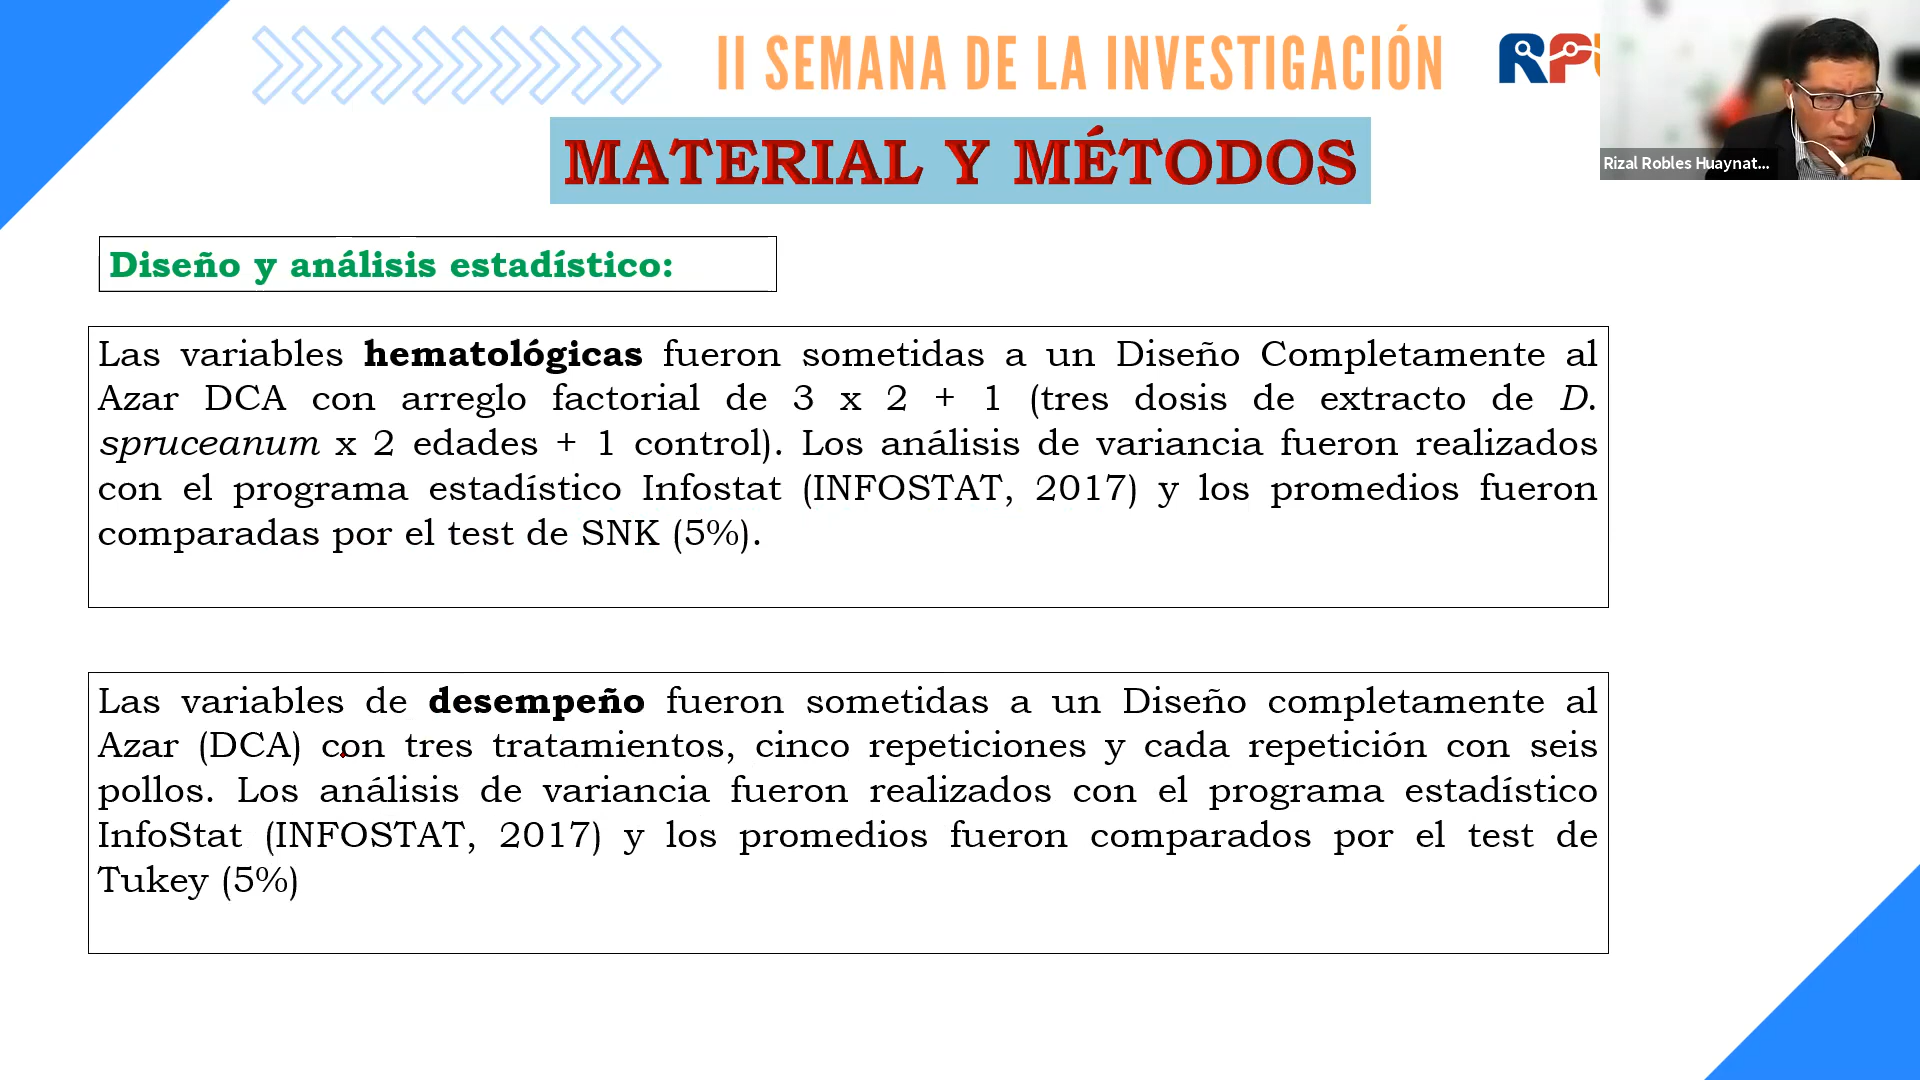 II SEMANA DE LA INVESTIGACIÓN
RP
MATERIAL Y MÉTODOS
Rizal Robles Huaynat...
Diseño y análisis estadístico:
Las variables hematológicas fueron sometidas a un Diseño Completamente al
Azar DCA con arreglo factorial de 3 x 2 + 1 (tres dosis de extracto de D.
spruceanum x 2 edades + 1 control). Los análisis de variancia fueron realizados
con el programa estadístico Infostat (INFOSTAT, 2017) y los promedios fueron
comparadas por el test de SNK (5%).
Las variables de desempeño fueron sometidas a un Diseño completamente al
Azar (DCA) con tres tratamientos, cinco repeticiones y cada repetición con seis
pollos. Los análisis de variancia fueron realizados con el programa estadístico
InfoStat (INFOSTAT, 2017) y los promedios fueron comparados por el test de
Tukey (5%)